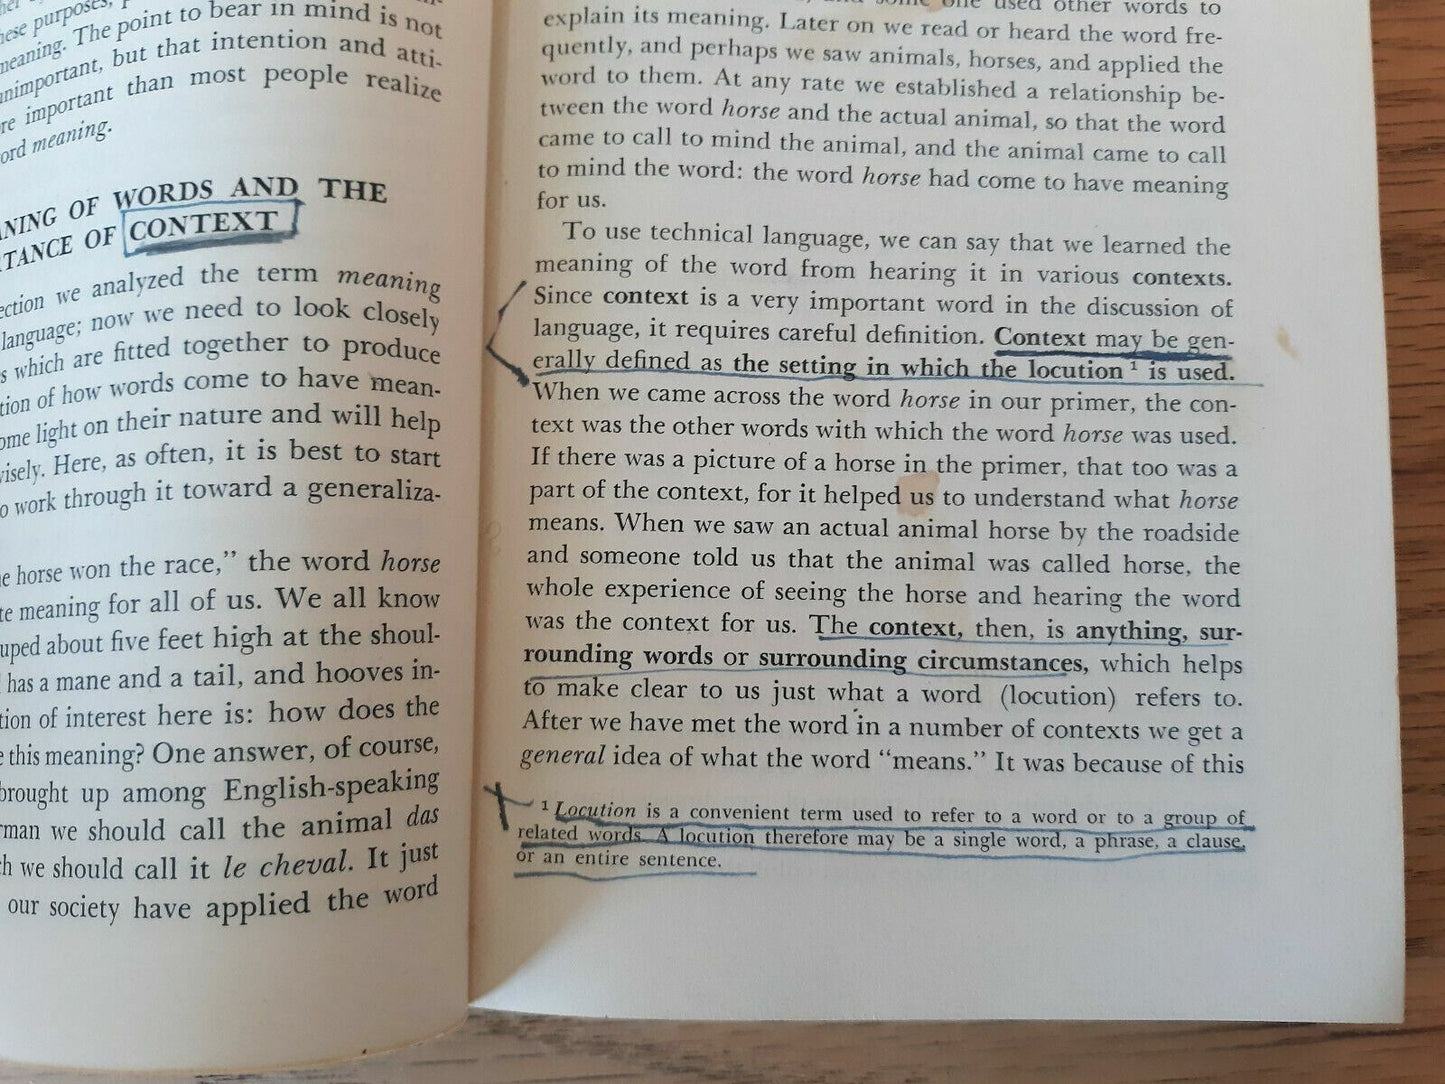 these purposes,
meaning. The point to bear in mind is not
unimportant, but that intention and atti-
re important than most people realize
ord meaning.
ANING OF WORDS AND THE
TANCE OF CONTEXT
ection we analyzed the term meaning
language; now we need to look closely
s which are fitted together to produce
tion of how words come to have mean-
ome light on their nature and will help
visely. Here, as often, it is best to start
o work through it toward a generaliza-
e horse won the race," the word horse
te meaning for all of us. We all know
uped about five feet high at the shoul-
has a mane and a tail, and hooves in-
tion of interest here is: how does the
e this meaning? One answer, of course,
brought up among English-speaking
rman we should call the animal das
h we should call it le cheval. It just
our society have applied the word
one used other words to
explain its meaning. Later on we read or heard the word fre-
quently, and perhaps we saw animals, horses, and applied the
word to them. At any rate we established a relationship be-
tween the word horse and the actual animal, so that the word
came to call to mind the animal, and the animal came to call
to mind the word: the word horse had come to have meaning
for us.
To use technical language, we can say that we learned the
meaning of the word from hearing it in various contexts.
Since context is a very important word in the discussion of
language, it requires careful definition. Context may be gen-
erally defined as the setting in which the locution¹ is used.
When we came across the word horse in our primer, the con-
text was the other words with which the word horse was used.
If there was a picture of a horse in the primer, that too was a
part of the context, for it helped us to understand what horse
means. When we saw an actual animal horse by the roadside
and someone told us that the animal was called horse, the
whole experience of seeing the horse and hearing the word
was the context for us. The context, then, is anything, sur-
rounding words or surrounding circumstances, which helps
to make clear to us just what a word (locution) refers to.
After we have met the word in a number of contexts we get a
general idea of what the word "means." It was because of this
¹ Locution is a convenient term used to refer to a word or to a group of
related words. A locution therefore may be a single word, a phrase, a clause,
or an entire sentence.